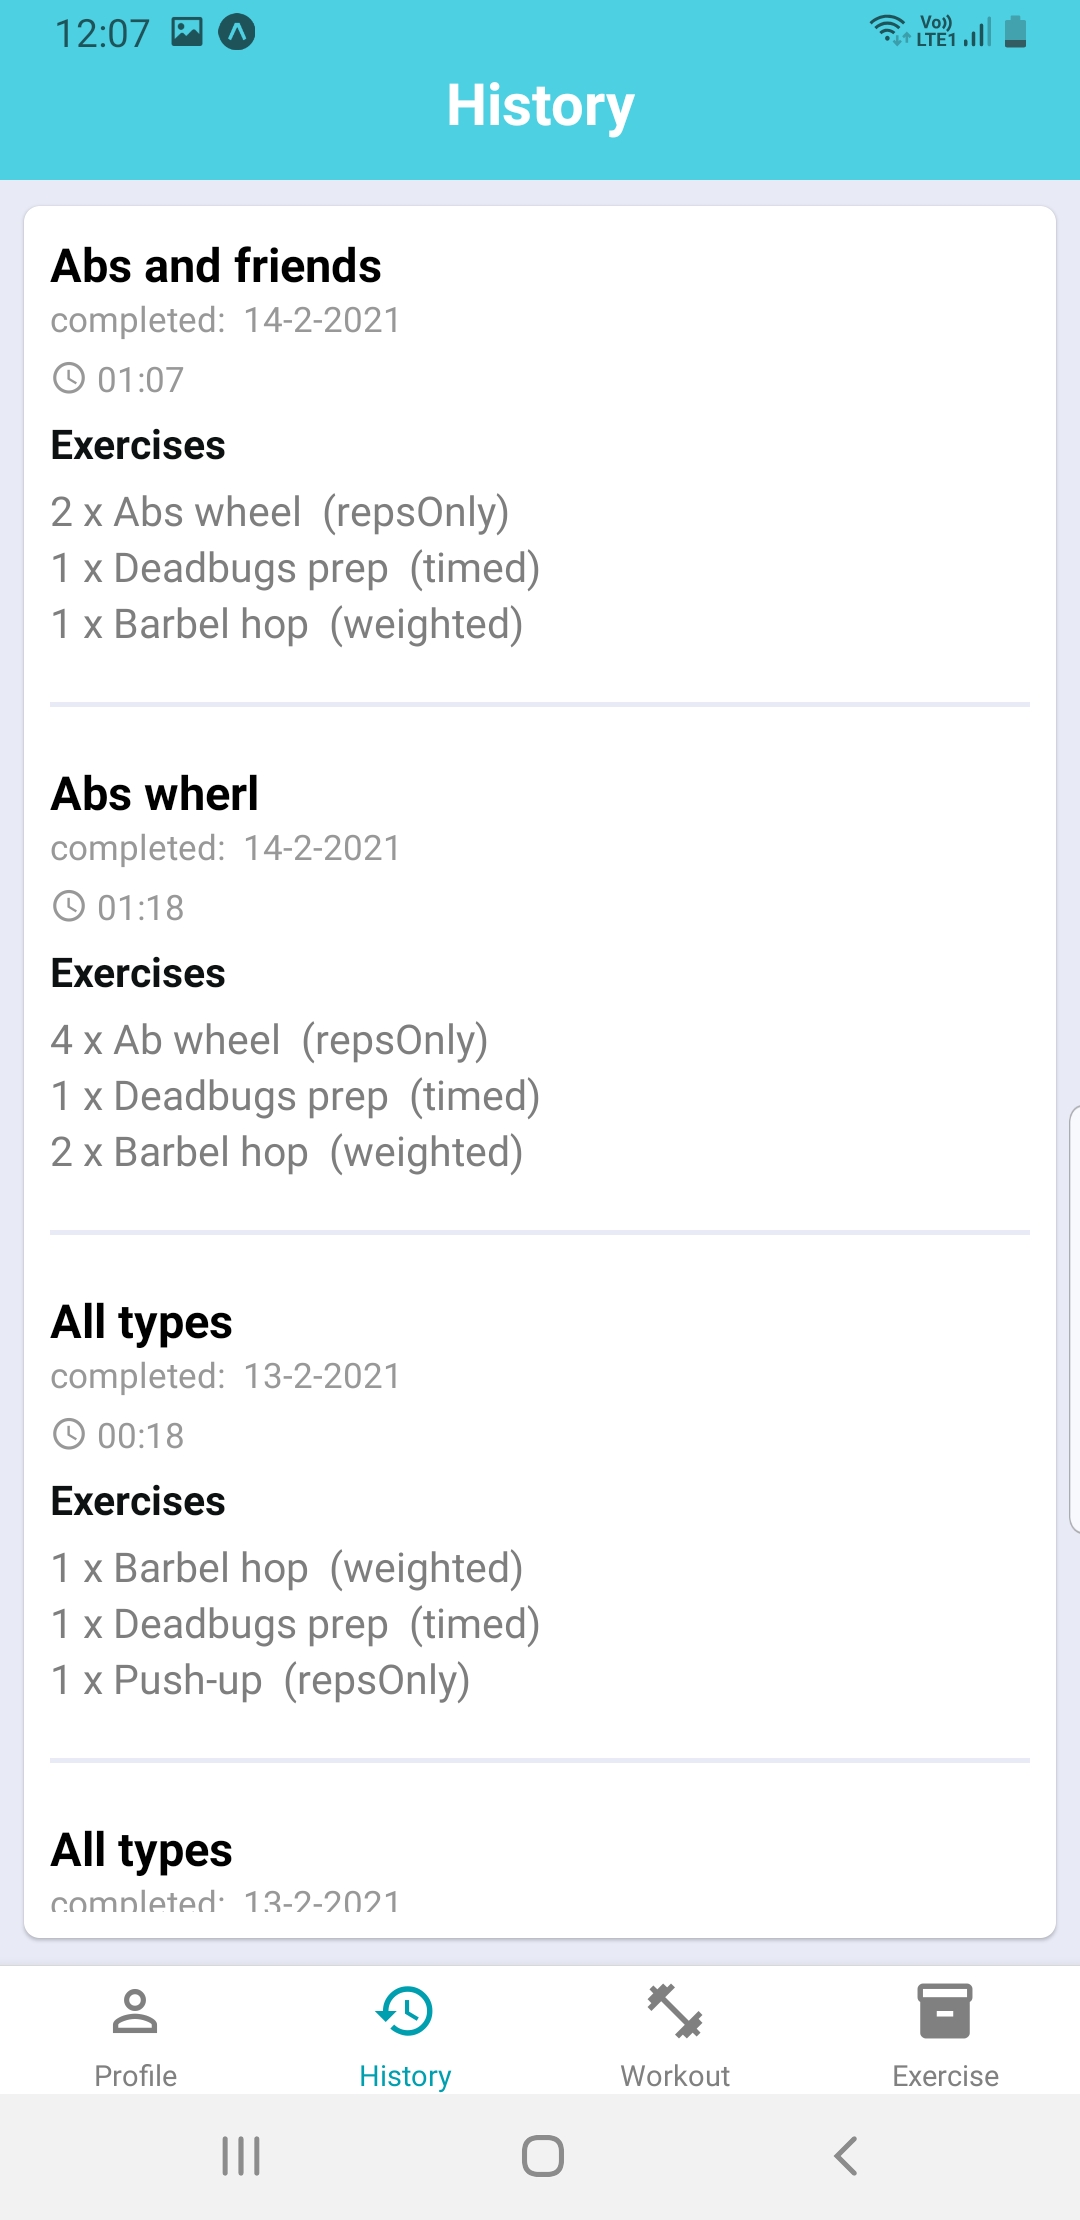 12:07
Vo))
LTE1
History
Abs and friends
completed: 14-2-2021
01:07
Exercises
2 x Abs wheel (repsOnly)
1 x Deadbugs prep (timed)
1 x Barbel hop (weighted)
Abs wherl
completed: 14-2-2021
01:18
Exercises
4 x Ab wheel (repsOnly)
1 x Deadbugs prep (timed)
2 x Barbel hop (weighted)
All types
completed: 13-2-2021
00:18
Exercises
1 x Barbel hop (weighted)
1 x Deadbugs prep (timed)
1 x Push-up (repsOnly)
All types
completed: 13-2-2021
Profile
History
Workout
Exercise